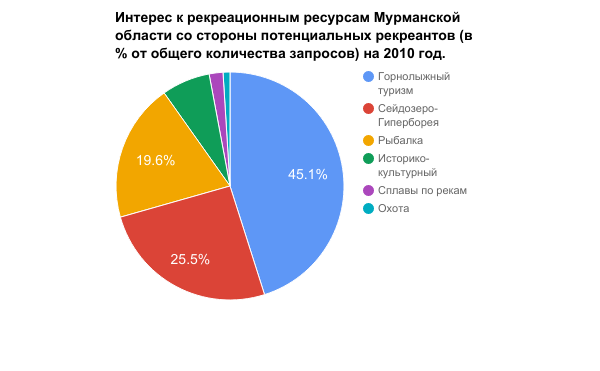 Интерес к рекреационным ресурсам Мурманской
области со стороны потенциальных рекреантов (в
% от общего количества запросов) на 2010 год.
Горнолыжный
туризм
Сейдозеро-
Гиперборея
Рыбалка
Историко-
культурный
Сплавы по рекам
Охота
45.1%
25.5%
19.6%